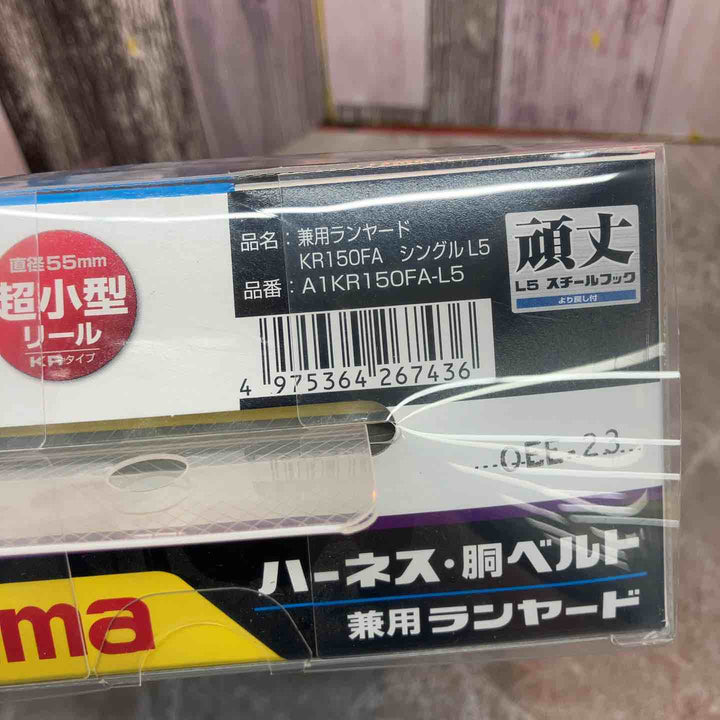 直径55mm
超小型
リール
KRタイプ
品名：兼用ランヤード
KR150FA シングルL5
品番：A1KR150FA-L5
4 975364 267436
頑丈
L5 スチールフック
より戻し付
...QEE-23...
ハーネス・胴ベルト
兼用ランヤード
ma